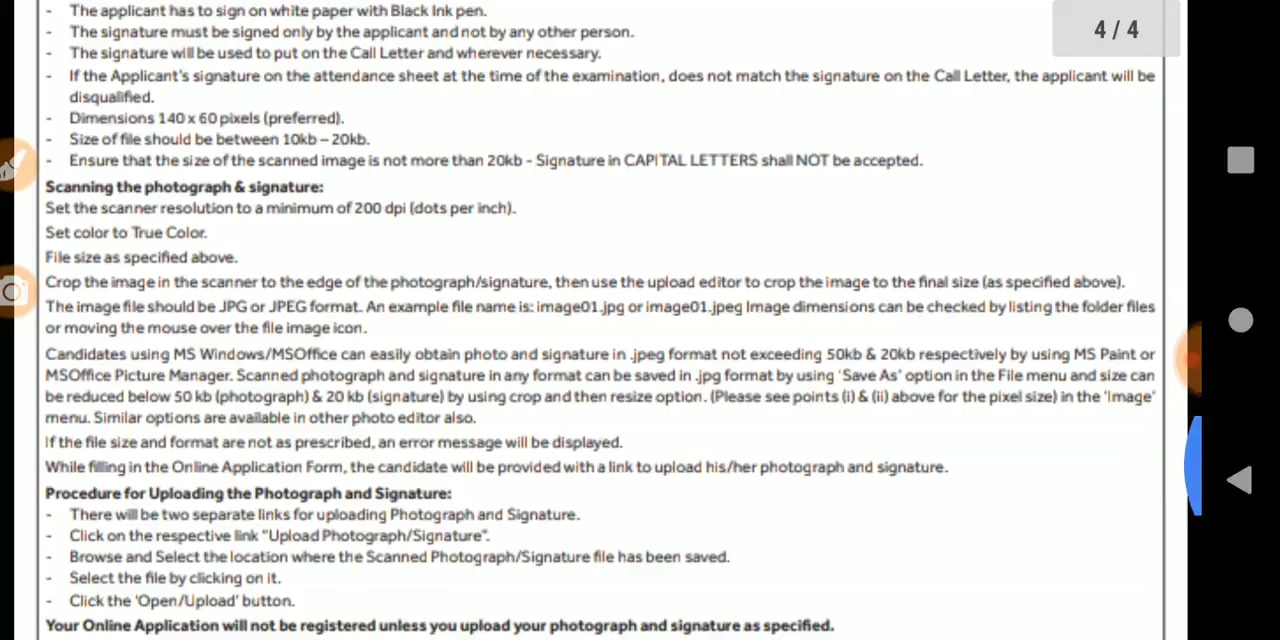 - The applicant has to sign on white paper with Black Ink pen.
- The signature must be signed only by the applicant and not by any other person.
- The signature will be used to put on the Call Letter and wherever necessary.
- If the Applicant's signature on the attendance sheet at the time of the examination, does not match the signature on the Call Letter, the applicant will be
disqualified.
- Dimensions 140 x 60 pixels (preferred).
- Size of file should be between 10kb – 20kb.
- Ensure that the size of the scanned image is not more than 20kb - Signature in CAPITAL LETTERS shall NOT be accepted.
Scanning the photograph & signature:
Set the scanner resolution to a minimum of 200 dpi (dots per inch).
Set color to True Color.
File size as specified above.
Crop the image in the scanner to the edge of the photograph/signature, then use the upload editor to crop the image to the final size (as specified above).
The image file should be JPG or JPEG format. An example file name is: image01.jpg or image01.jpeg Image dimensions can be checked by listing the folder files
or moving the mouse over the file image icon.
Candidates using MS Windows/MSOffice can easily obtain photo and signature in .jpeg format not exceeding 50kb & 20kb respectively by using MS Paint or
MSOffice Picture Manager. Scanned photograph and signature in any format can be saved in .jpg format by using 'Save As' option in the File menu and size can
be reduced below 50 kb (photograph) & 20 kb (signature) by using crop and then resize option. (Please see points (i) & (ii) above for the pixel size) in the 'Image'
menu. Similar options are available in other photo editor also.
If the file size and format are not as prescribed, an error message will be displayed.
While filling in the Online Application Form, the candidate will be provided with a link to upload his/her photograph and signature.
Procedure for Uploading the Photograph and Signature:
- There will be two separate links for uploading Photograph and Signature.
- Click on the respective link "Upload Photograph/Signature".
- Browse and Select the location where the Scanned Photograph/Signature file has been saved.
- Select the file by clicking on it.
- Click the 'Open/Upload' button.
Your Online Application will not be registered unless you upload your photograph and signature as specified.
4 / 4